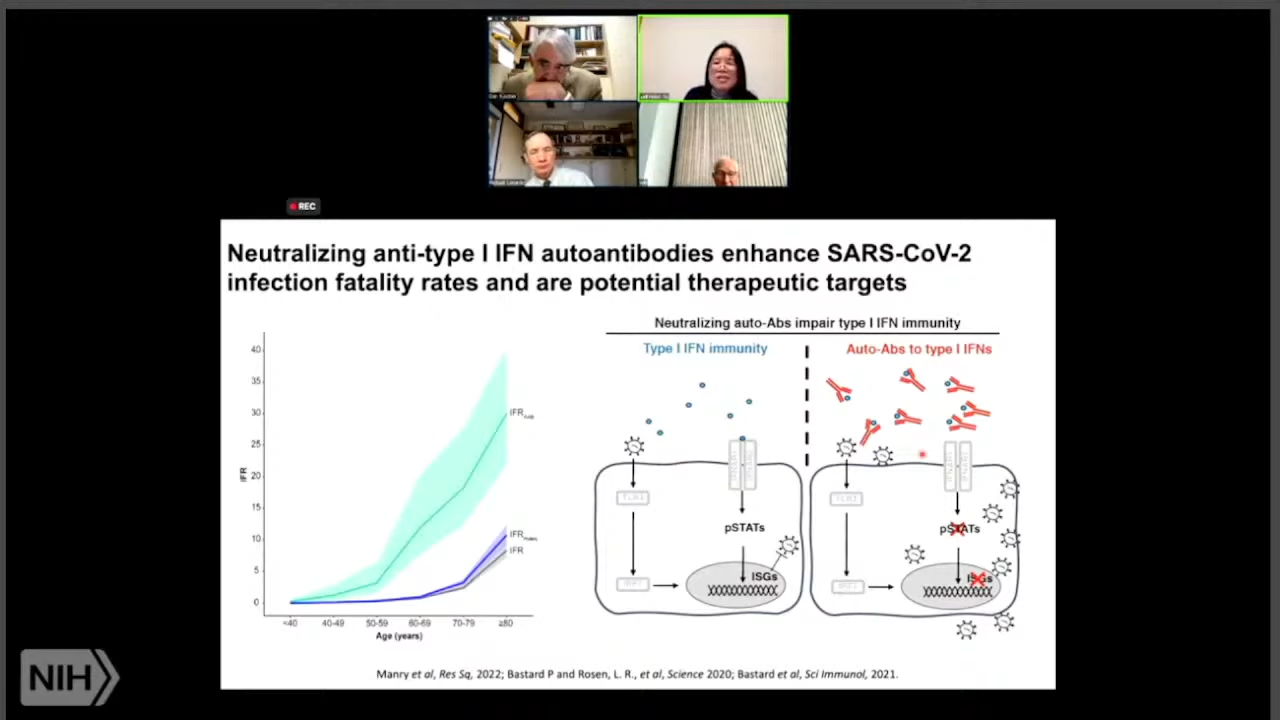 REC
Neutralizing anti-type I IFN autoantibodies enhance SARS-CoV-2
infection fatality rates and are potential therapeutic targets
Neutralizing auto-Abs impair type I IFN immunity
Type I IFN immunity
Auto-Abs to type I IFNs
40
35
30
25
20
15
10
5
0
IFR
IFR
IFR
IFR
<40
40-49
50-59
60-69
70-79
≥80
Age (years)
TLR3
IRF7
pSTATs
ISGs
pSTATs
ISGs
Manry et al, Res Sq, 2022; Bastard P and Rosen, L. R., et al, Science 2020; Bastard et al, Sci Immunol, 2021.
NIH